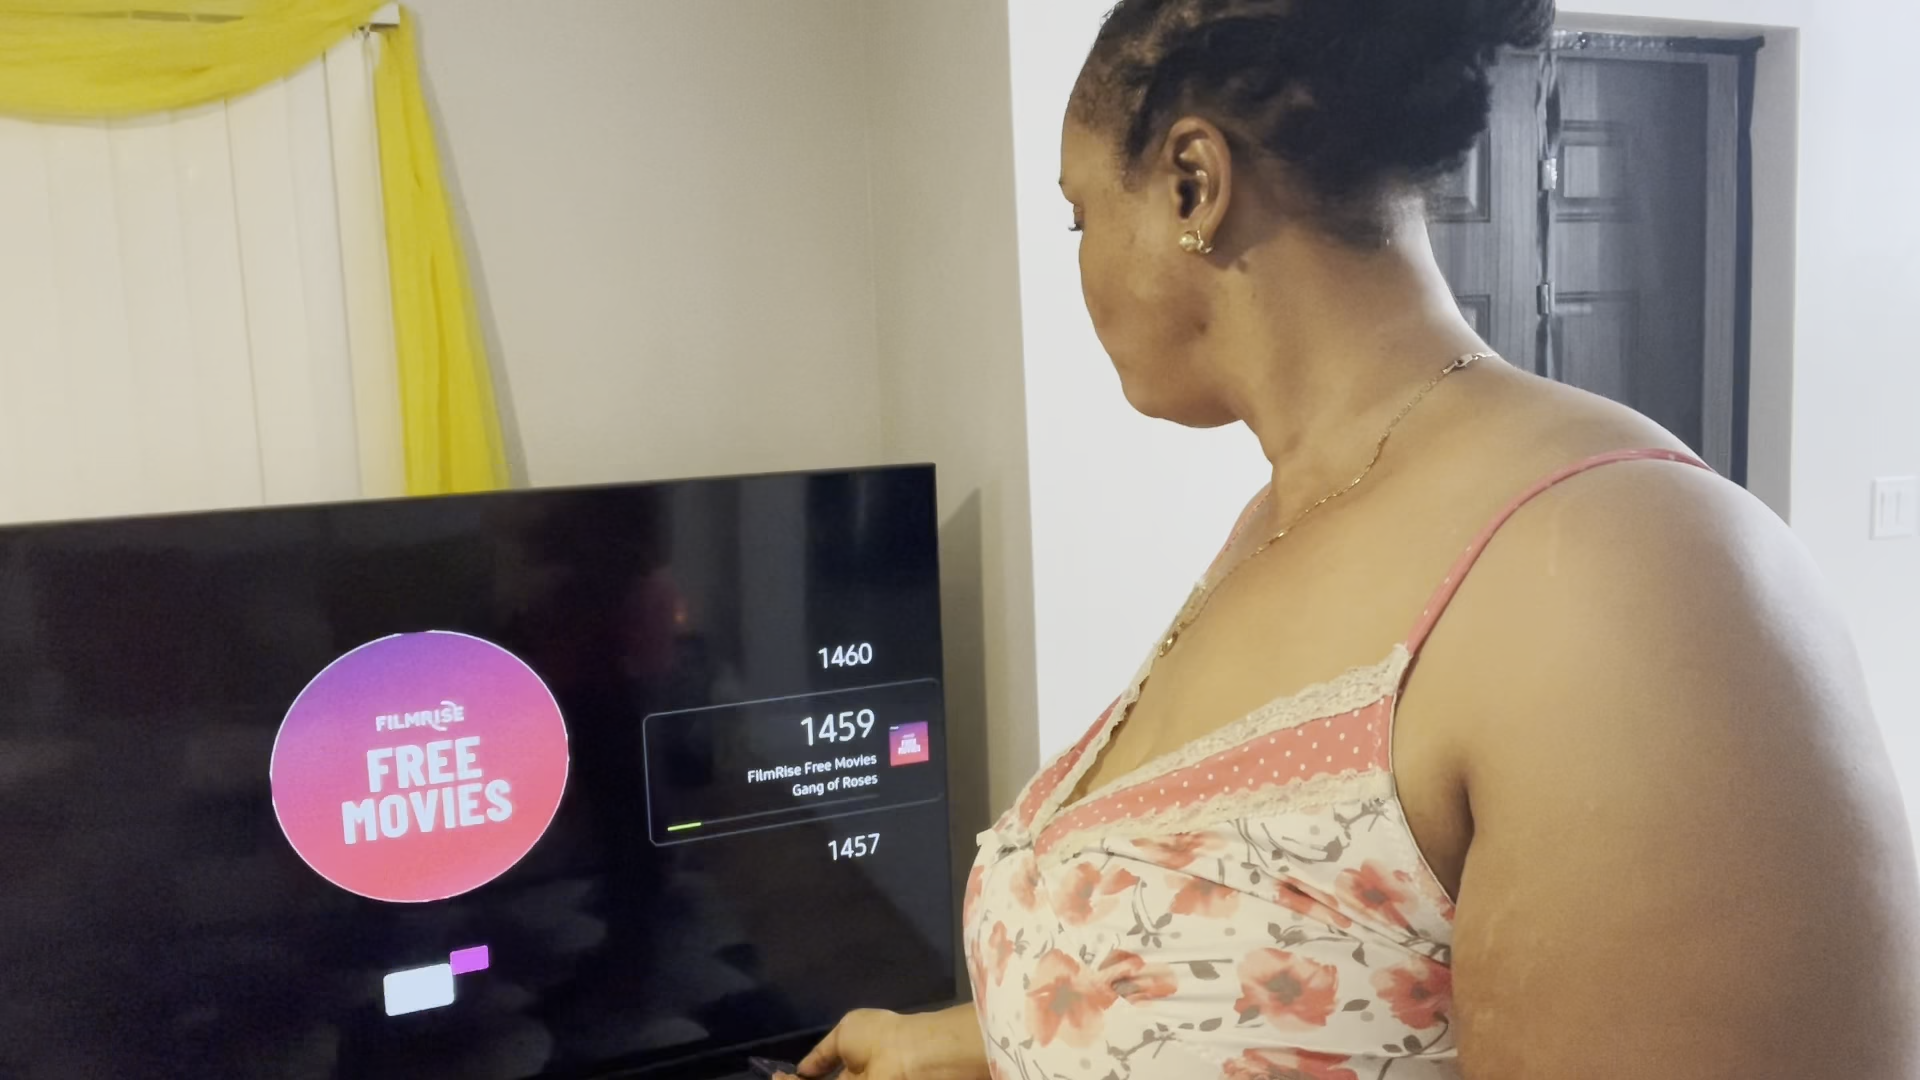 FILMRISE
FREE
MOVIES
1460
1459
FilmRise Free Movies
Gang of Roses
1457